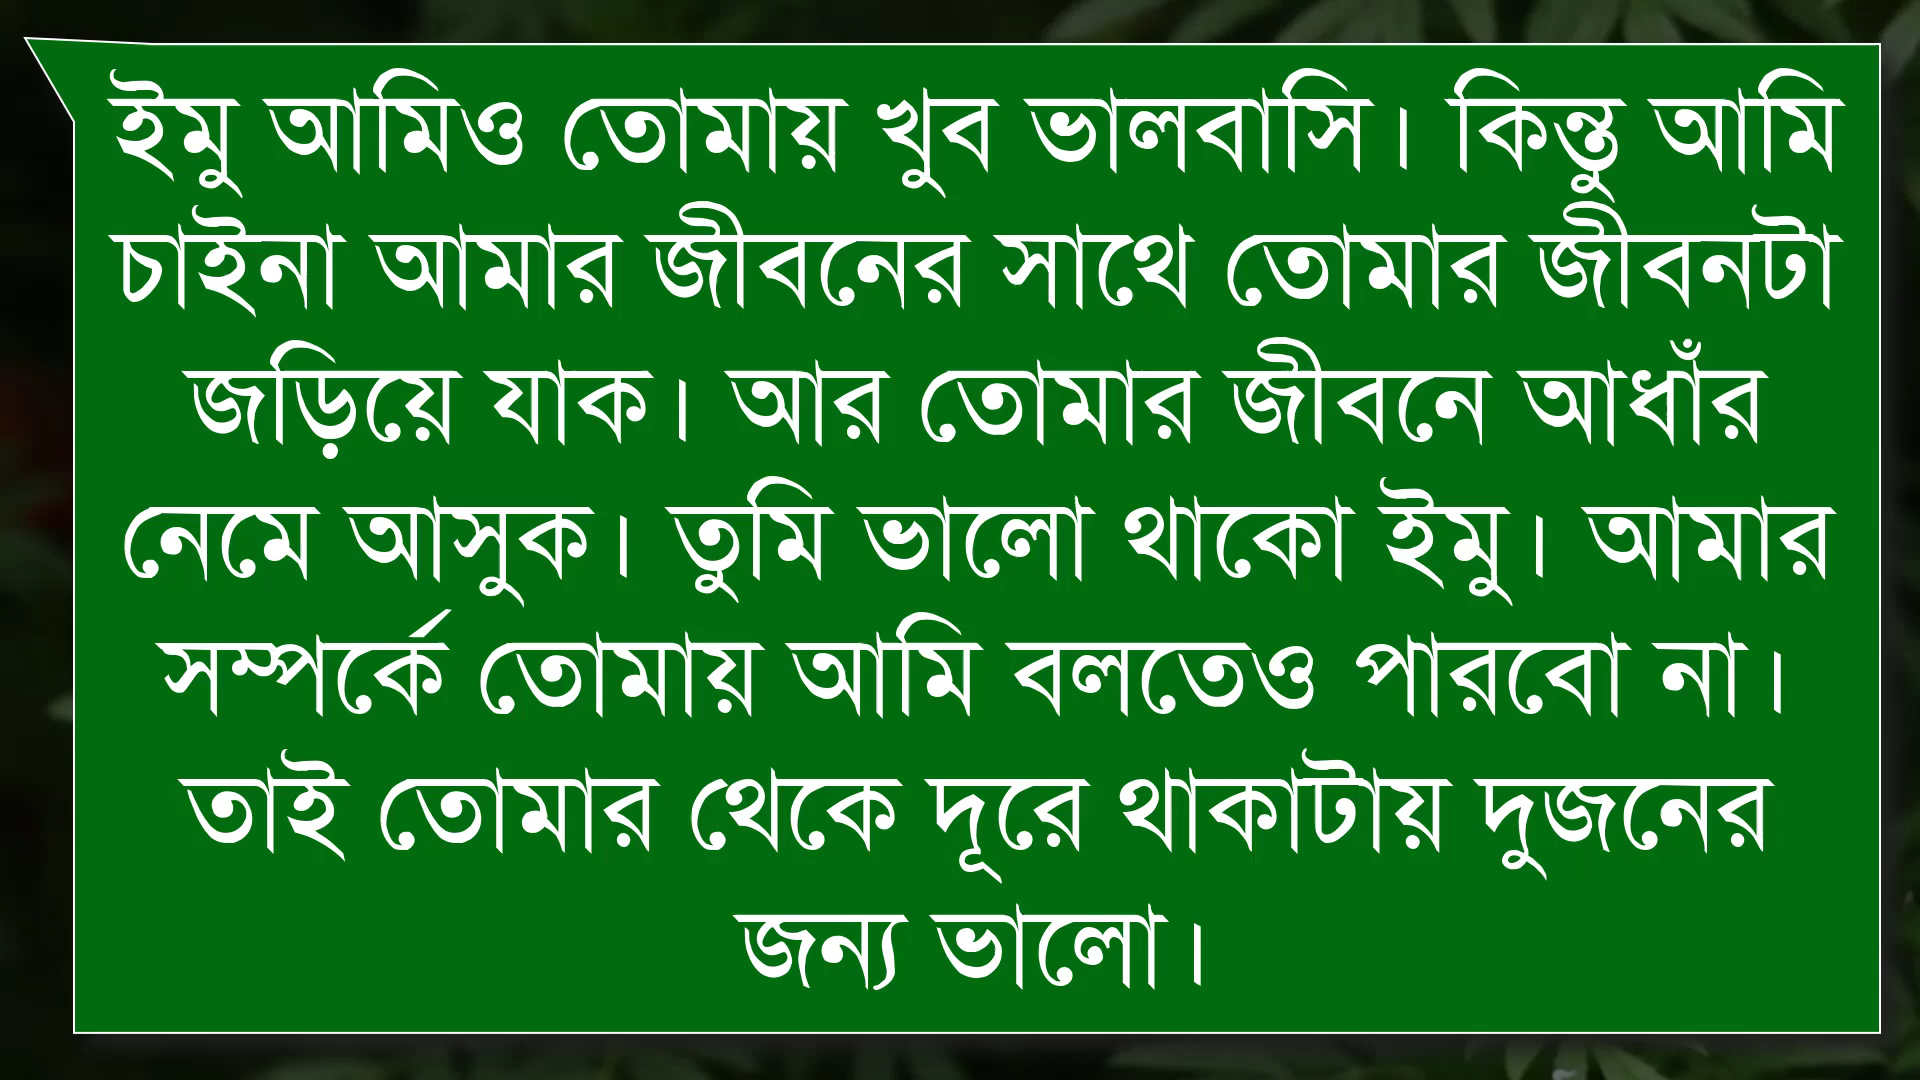 ইমু আমিও তোমায় খুব ভালবাসি। কিন্তু আমি
চাইনা আমার জীবনের সাথে তোমার জীবনটা
জড়িয়ে যাক। আর তোমার জীবনে আধাঁর
নেমে আসুক। তুমি ভালো থাকো ইমু। আমার
সম্পর্কে তোমায় আমি বলতেও পারবো না।
তাই তোমার থেকে দূরে থাকাটায় দুজনের
জন্য ভালো।